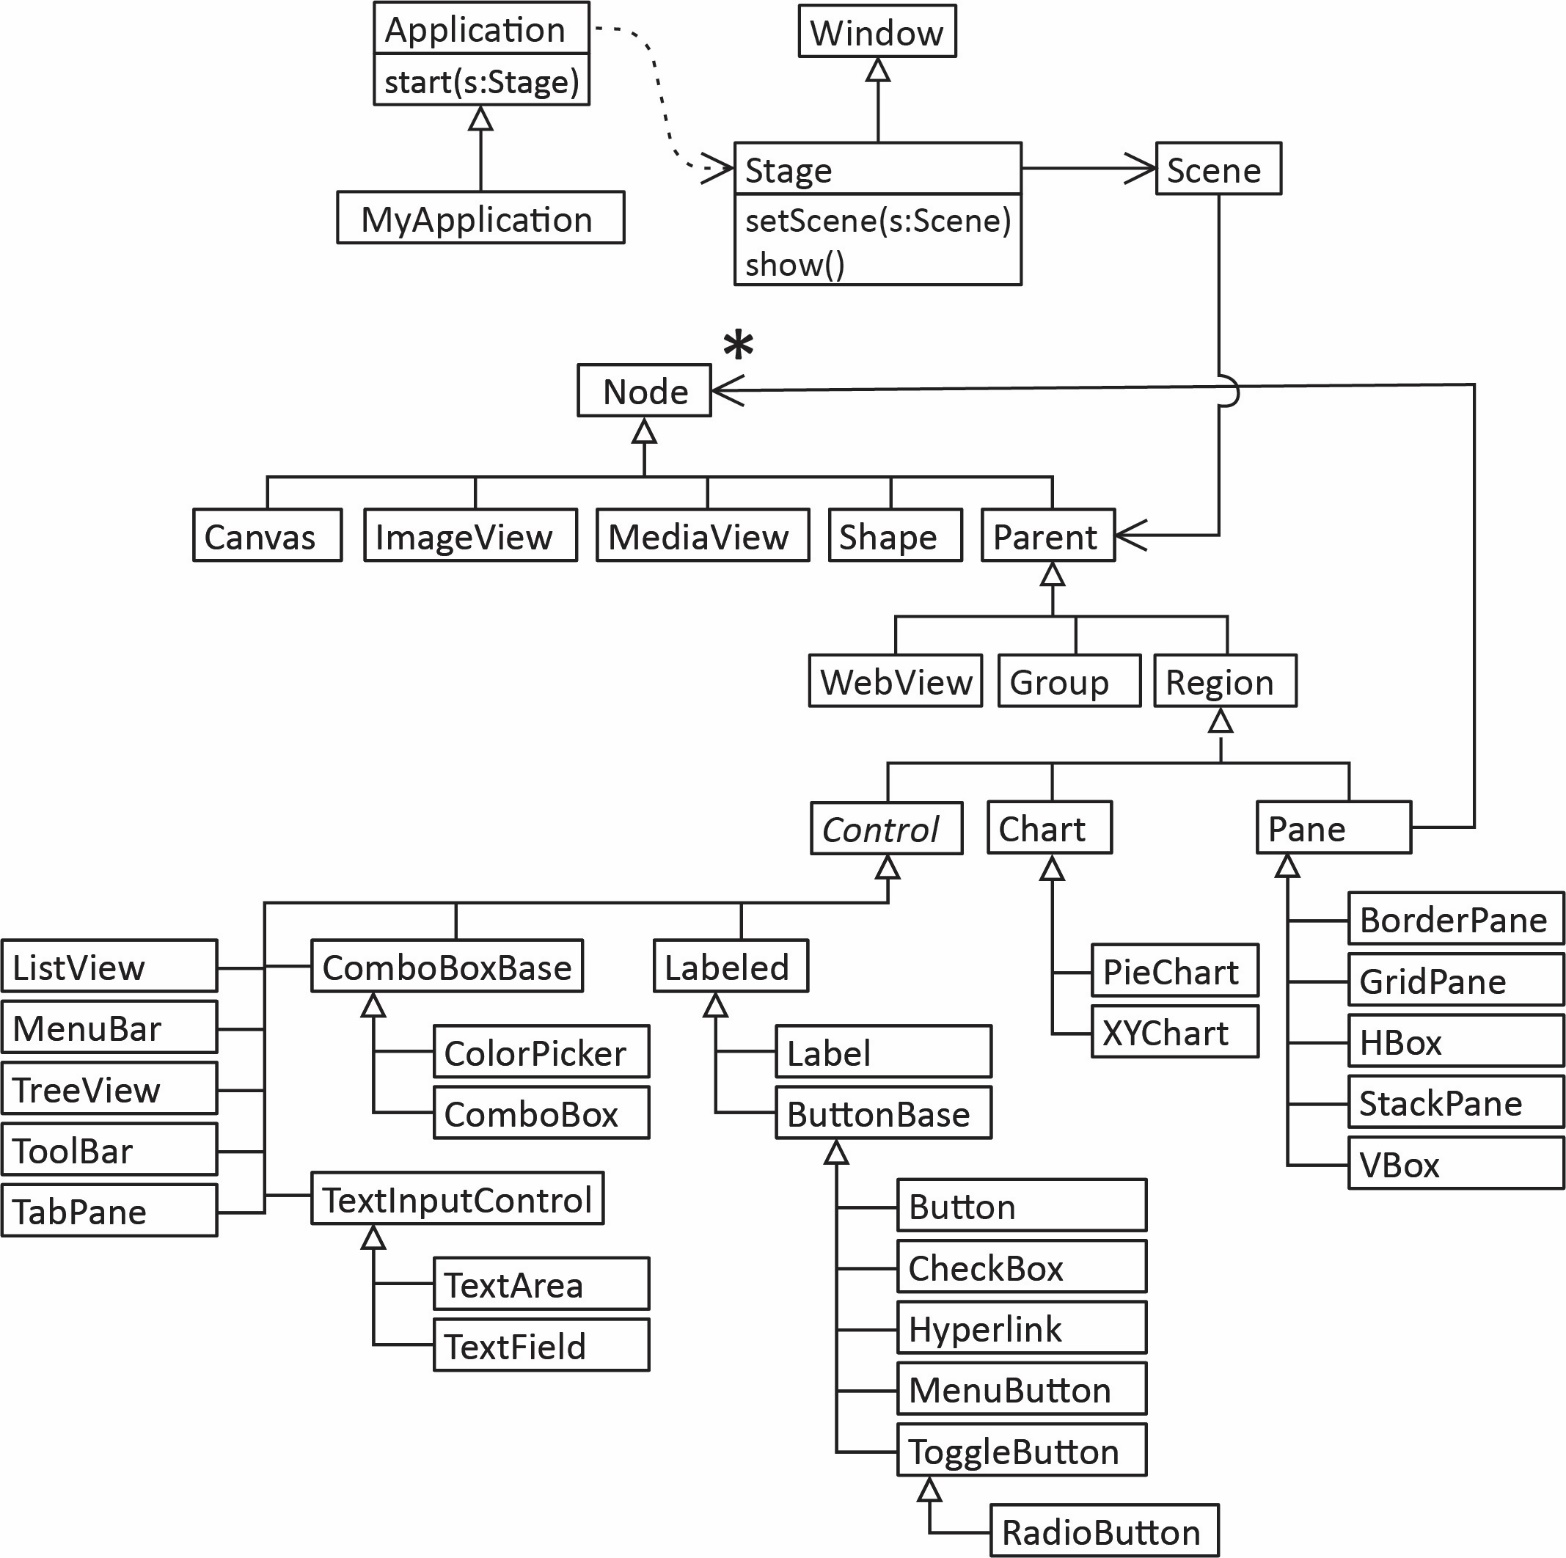 Application
start(s:Stage)
MyApplication
Window
Stage
setScene(s:Scene)
show()
Scene
*
Node
Canvas
ImageView
MediaView
Shape
Parent
WebView
Group
Region
Control
Chart
Pane
ListView
MenuBar
TreeView
ToolBar
TabPane
ComboBoxBase
ColorPicker
ComboBox
TextInputControl
TextArea
TextField
Labeled
Label
ButtonBase
Button
CheckBox
Hyperlink
MenuButton
ToggleButton
RadioButton
PieChart
XYChart
BorderPane
GridPane
HBox
StackPane
VBox